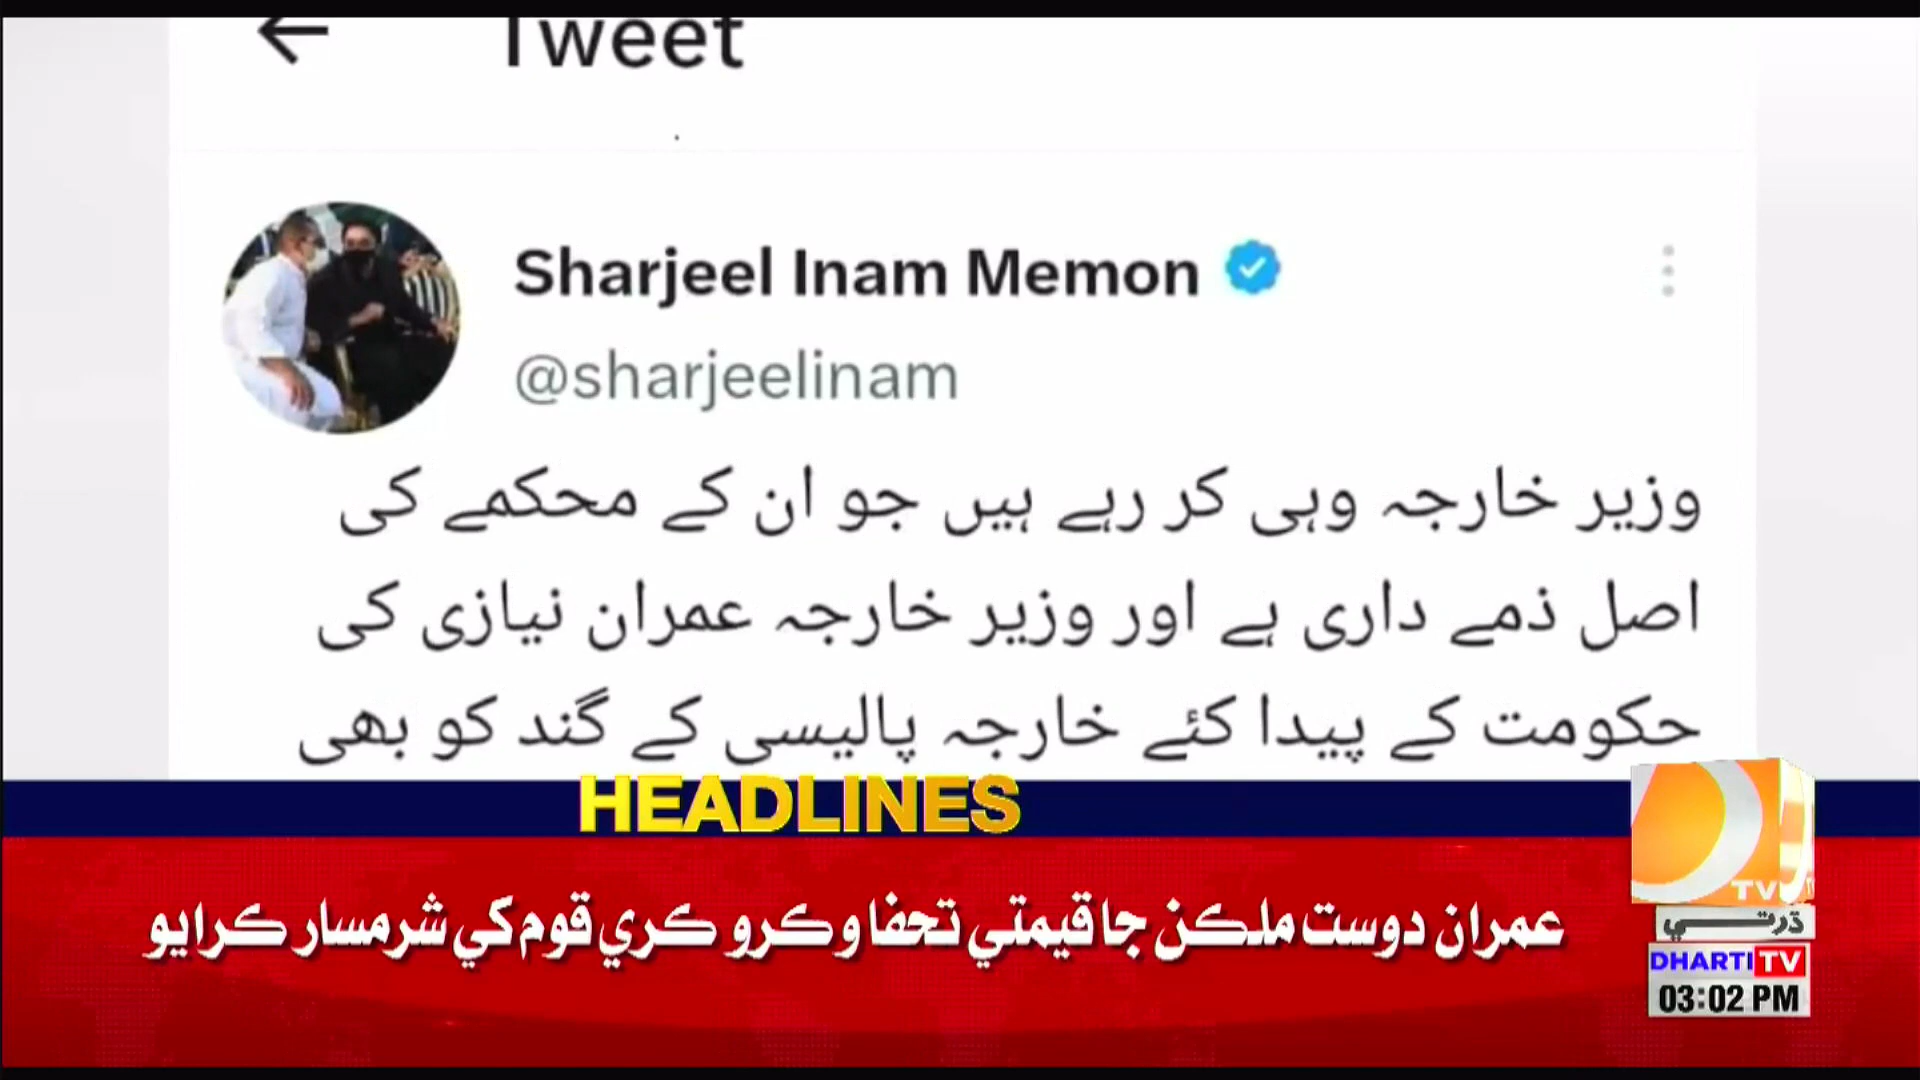 Tweet
Sharjeel Inam Memon
@sharjeelinam
وزیر خارجہ وہی کر رہے ہیں جو ان کے محکمے کی
اصل ذمے داری ہے اور وزیر خارجہ عمران نیازی کی
حکومت کے پیدا کئے خارجہ پالیسی کے گند کو بھی
HEADLINES
عمران دوست ملڪن جا قيمتي تحفا وڪرو ڪري قوم کي شرمسار ڪرايو
TV
ڌرتي
DHARTI TV
03:02 PM